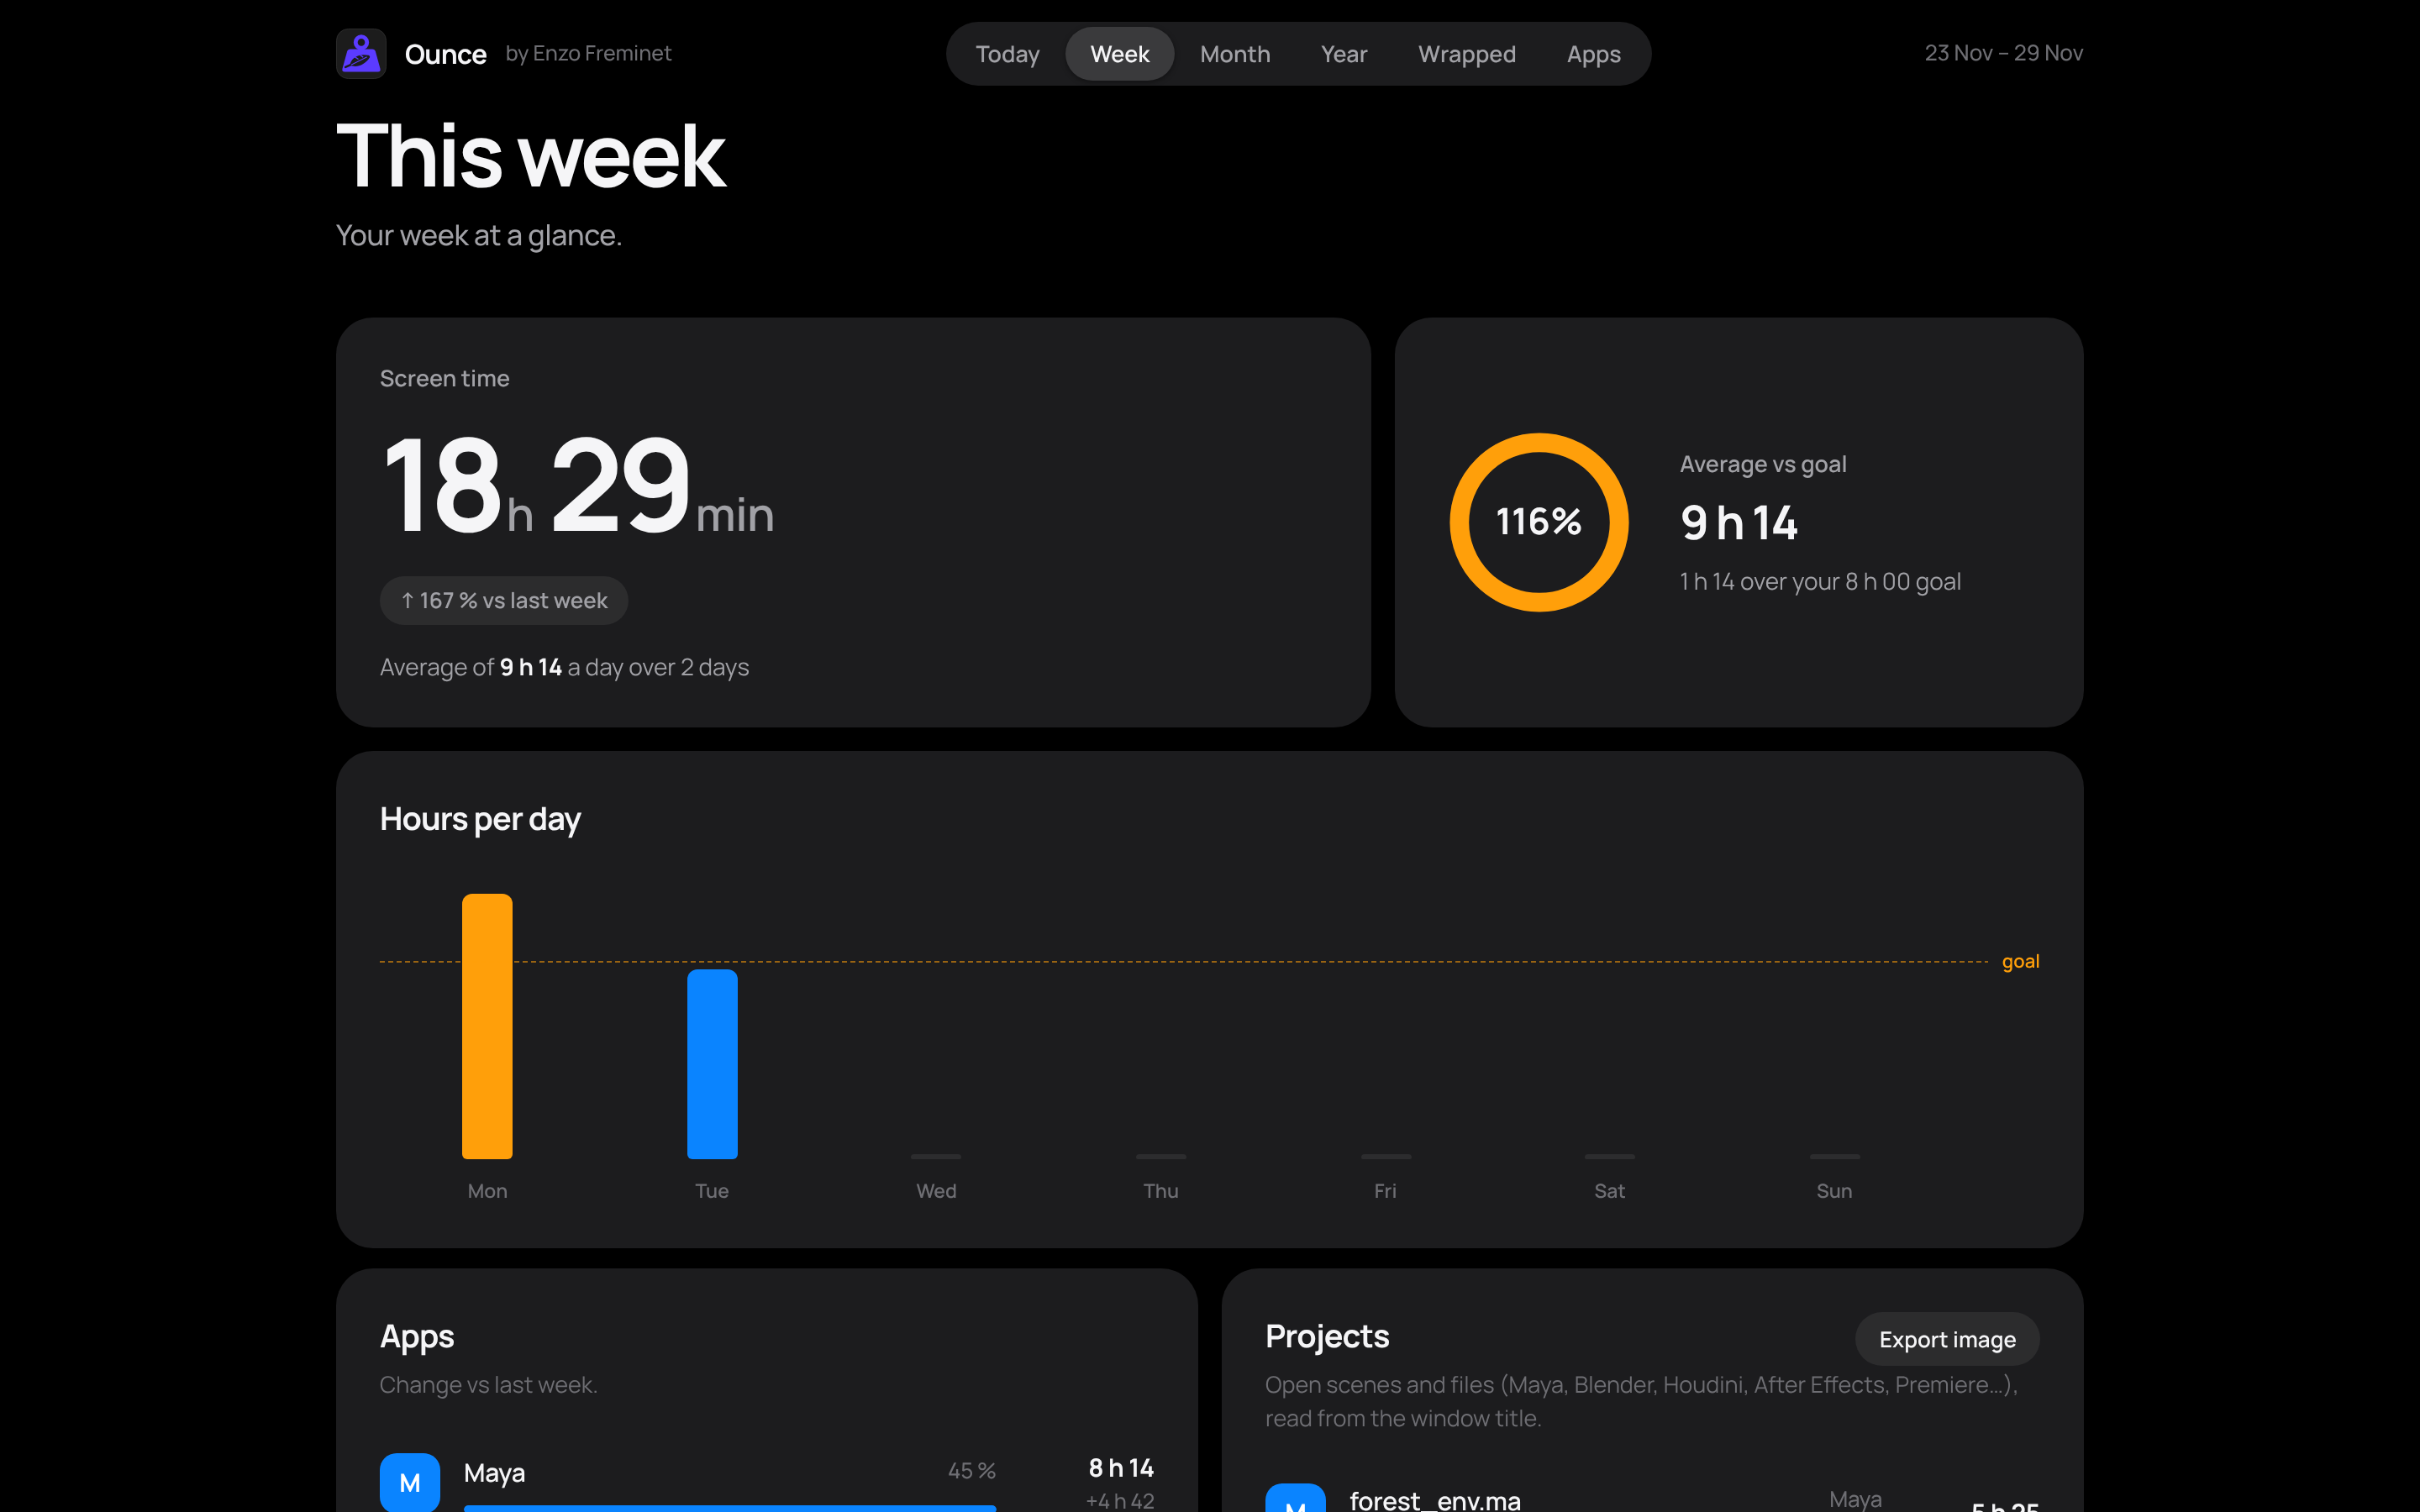 Ounce by Enzo Freminet
Today Week Month Year Wrapped Apps
23 Nov – 29 Nov
This week
Your week at a glance.
Screen time
18h 29min
↑ 167 % vs last week
Average of 9 h 14 a day over 2 days
116%
Average vs goal
9 h 14
1 h 14 over your 8 h 00 goal
Hours per day
goal
Mon Tue Wed Thu Fri Sat Sun
Apps
Change vs last week.
M Maya 45 % 8 h 14
+4 h 42
Projects
Export image
Open scenes and files (Maya, Blender, Houdini, After Effects, Premiere…),
read from the window title.
M forest_env.ma Maya 5 h 25